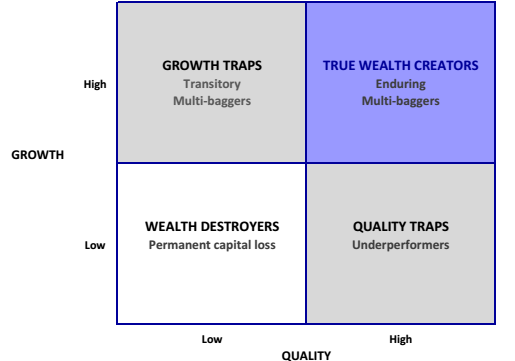 GROWTH TRAPS
Transitory
Multi-baggers
TRUE WEALTH CREATORS
Enduring
Multi-baggers
High
GROWTH
WEALTH DESTROYERS
Permanent capital loss
QUALITY TRAPS
Underperformers
Low
Low
High
QUALITY